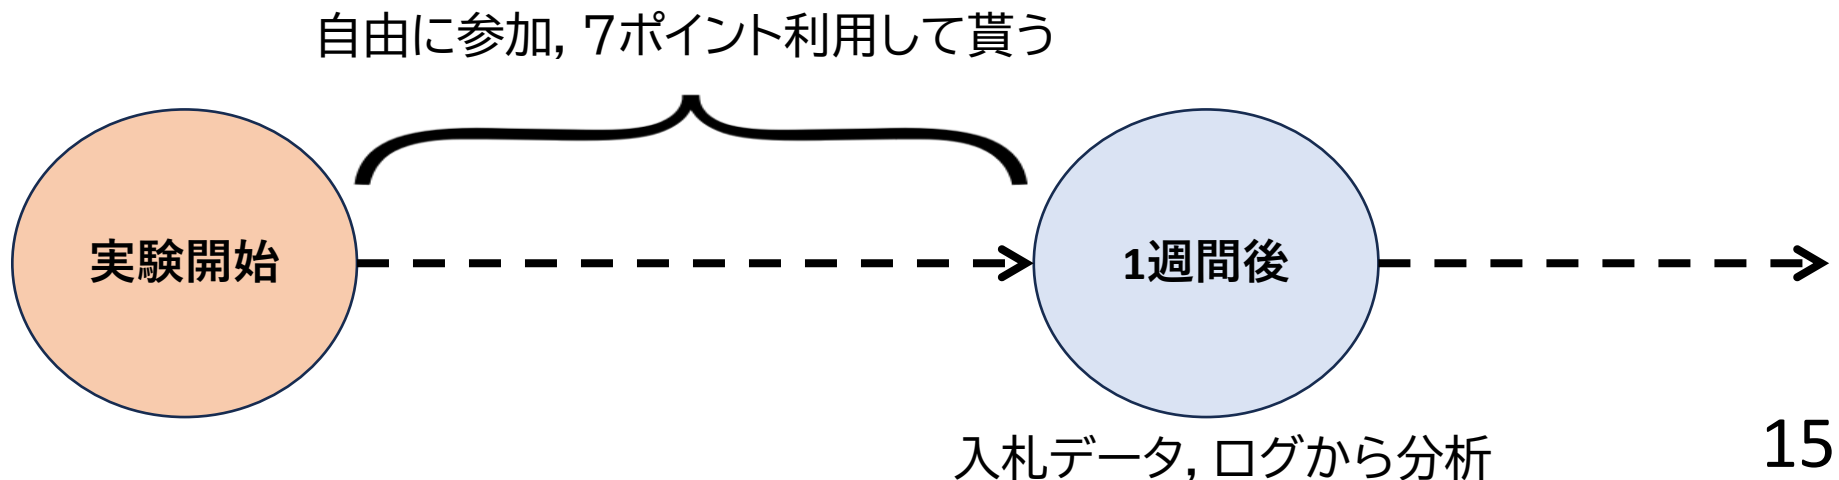 自由に参加, 7ポイント利用して貰う
実験開始
1週間後
入札データ, ログから分析
15